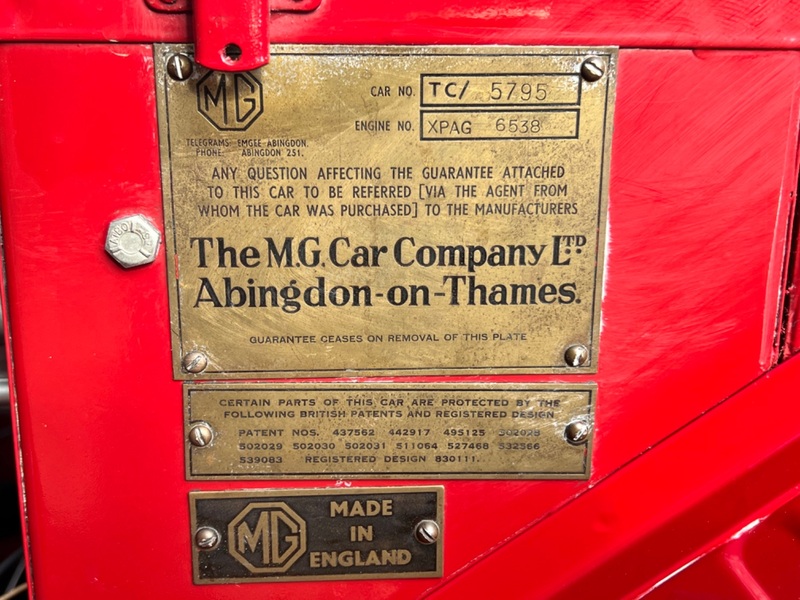 MG
CAR NO. TC/ 5795
ENGINE NO. XPAG 6538
TELEGRAMS: EMGEE ABINGDON.
PHONE: ABINGDON 251.
ANY QUESTION AFFECTING THE GUARANTEE ATTACHED
TO THIS CAR TO BE REFERRED [VIA THE AGENT FROM
WHOM THE CAR WAS PURCHASED] TO THE MANUFACTURERS
The M.G. Car Company LTD
Abingdon-on-Thames.
GUARANTEE CEASES ON REMOVAL OF THIS PLATE
CERTAIN PARTS OF THIS CAR ARE PROTECTED BY THE
FOLLOWING BRITISH PATENTS AND REGISTERED DESIGN
PATENT NOS. 437562 442917 495125 502028
502029 502030 502031 511064 527468 532566
539083 REGISTERED DESIGN 830111...
MG
MADE
IN
ENGLAND